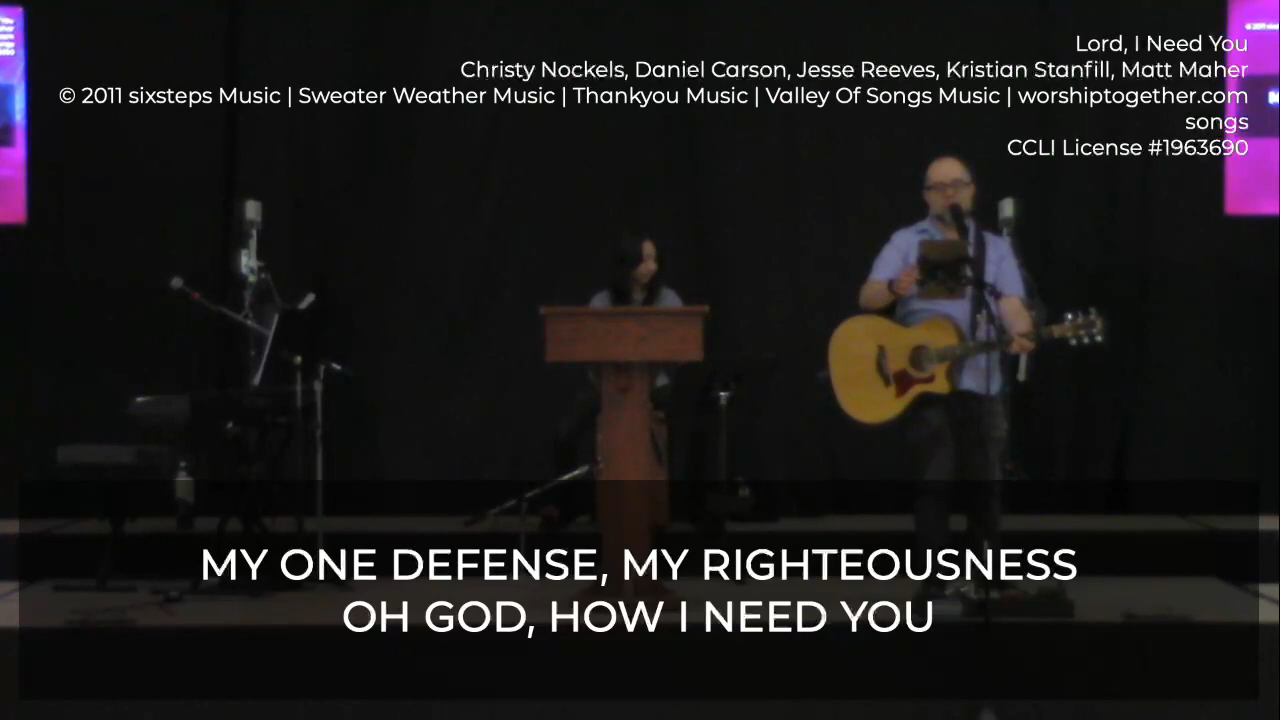 Lord, I Need You
Christy Nockels, Daniel Carson, Jesse Reeves, Kristian Stanfill, Matt Maher
© 2011 sixsteps Music | Sweater Weather Music | Thankyou Music | Valley Of Songs Music | worshiptogether.com
songs
CCLI License #1963690
MY ONE DEFENSE, MY RIGHTEOUSNESS
OH GOD, HOW I NEED YOU